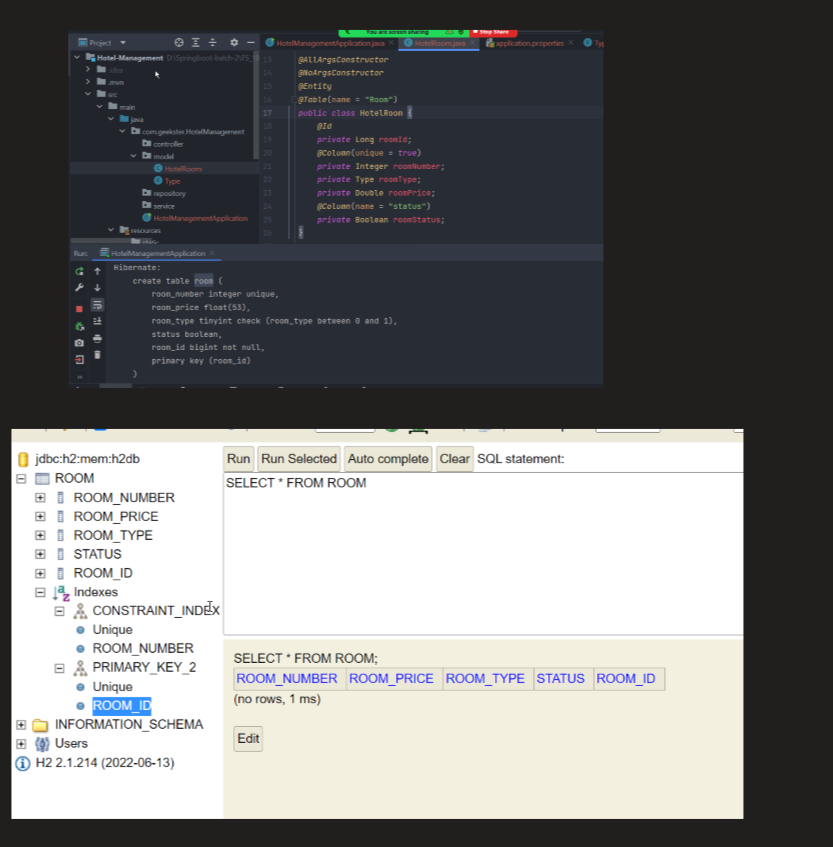 You are screen sharing
Stop Share
Project
HotelManagementApplication.java
HotelRoom.java
application.properties
Hotel-Management D:\Springboot-batch-2\
.idea
.mvn
src
main
java
com.geekster.HotelManagement
controller
model
HotelRoom
Type
repository
service
HotelManagementApplication
resources
13
14 @NoArgsConstructor
15 @Entity
16 @Table(name = "Room")
17 public class HotelRoom {
18 @Id
19 private Long roomId;
20 @Column(unique = true)
21 private Integer roomNumber;
22 private Type roomType;
23 private Double roomPrice;
24 @Column(name = "status")
25 private Boolean roomStatus;
}
@AllArgsConstructor
Run: HotelManagementApplication
Hibernate:
create table room (
room_number integer unique,
room_price float(53),
room_type tinyint check (room_type between 0 and 1),
status boolean,
room_id bigint not null,
primary key (room_id)
)
jdbc:h2:mem:h2db
ROOM
ROOM_NUMBER
ROOM_PRICE
ROOM_TYPE
STATUS
ROOM_ID
Indexes
CONSTRAINT_INDEX
Unique
ROOM_NUMBER
PRIMARY_KEY_2
Unique
ROOM_ID
INFORMATION_SCHEMA
Users
H2 2.1.214 (2022-06-13)
Run Run Selected Auto complete Clear SQL statement:
SELECT * FROM ROOM
SELECT * FROM ROOM;
ROOM_NUMBER ROOM_PRICE ROOM_TYPE STATUS ROOM_ID
(no rows, 1 ms)
Edit